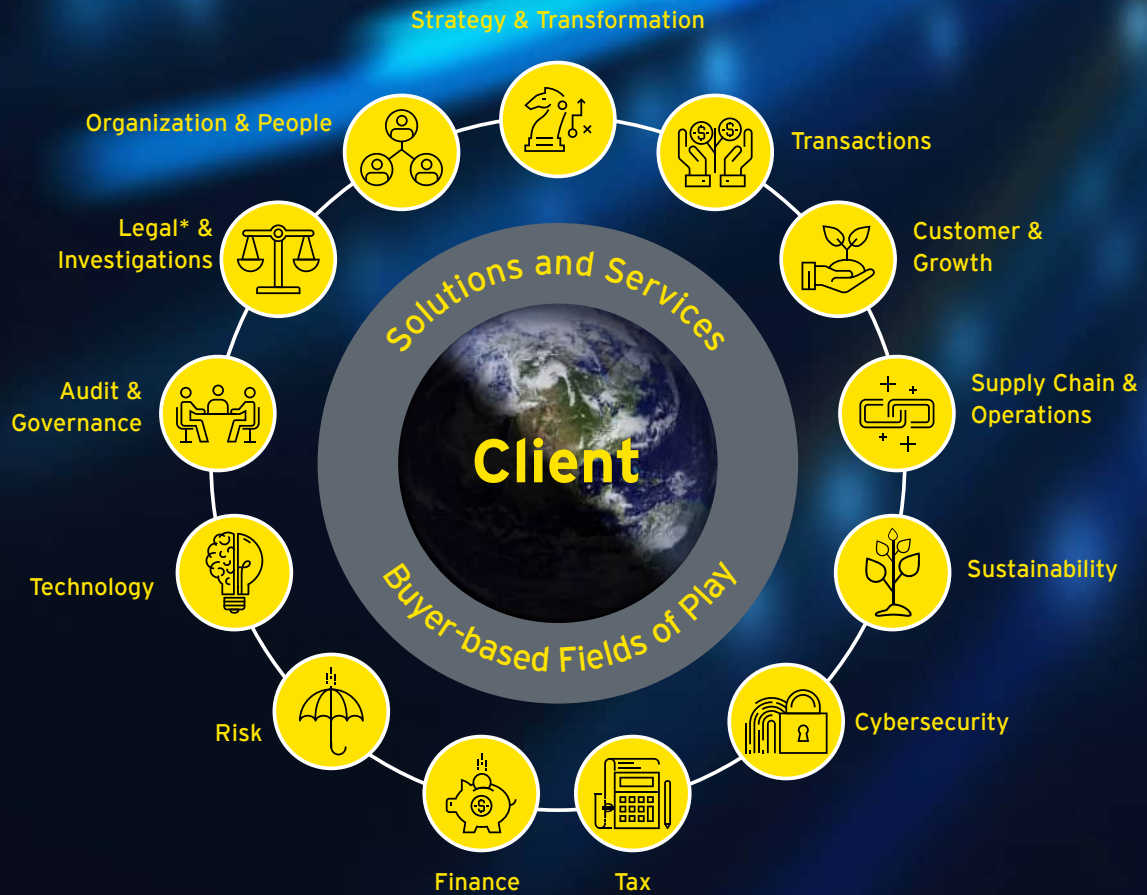 Strategy & Transformation
Organization & People
Transactions
Legal* &
Investigations
Customer &
Growth
Solutions and Services
Audit &
Governance
Client
Supply Chain &
Operations
Technology
Buyer-based Fields of Play
Sustainability
Risk
Cybersecurity
Finance
Tax